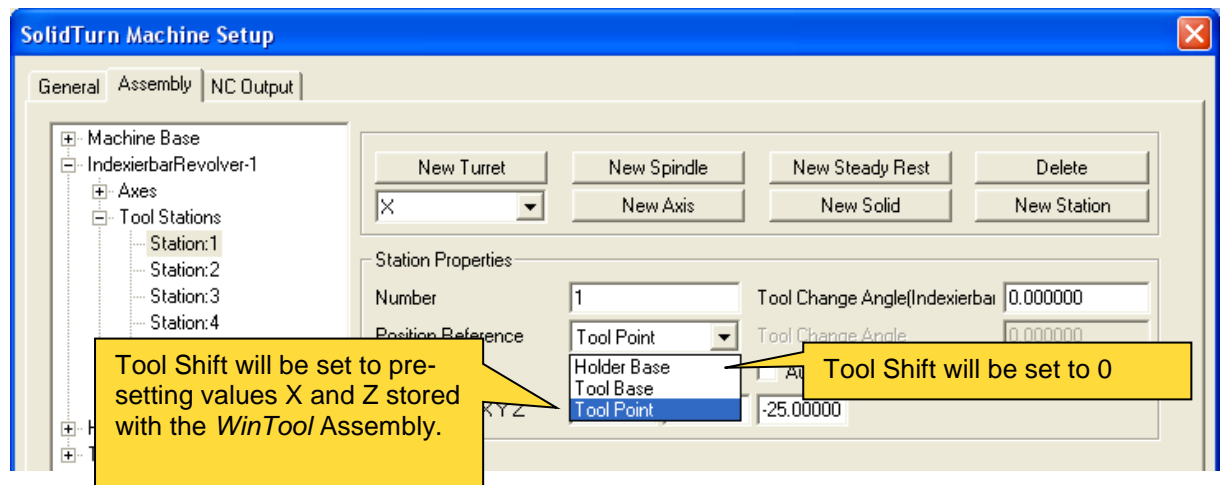 SolidTurn Machine Setup
General Assembly NC Output
Machine Base
IndexierbarRevolver-1
Axes
Tool Stations
Station:1
Station:2
Station:3
Station:4
New Turret New Spindle New Steady Rest Delete
X New Axis New Solid New Station
Station Properties
Number 1 Tool Change Angle(Indexierbar 0.000000
Position Reference Tool Point Tool Change Angle 0.000000
Holder Base
Tool Base
Tool Point
X Y Z -25.00000
Tool Shift will be set to pre-
setting values X and Z stored
with the WinTool Assembly.
Tool Shift will be set to 0